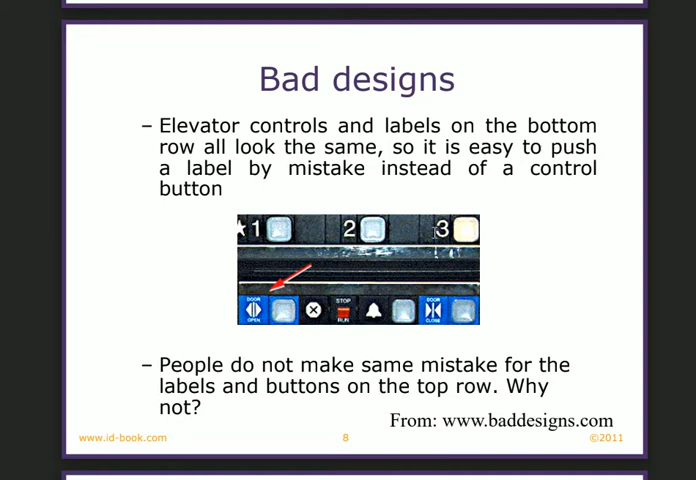 Bad designs
– Elevator controls and labels on the bottom
row all look the same, so it is easy to push
a label by mistake instead of a control
button
★1 2 3
DOOR OPEN STOP RUN DOOR CLOSE
– People do not make same mistake for the
labels and buttons on the top row. Why
not?
From: www.baddesigns.com
www.id-book.com 8 ©2011